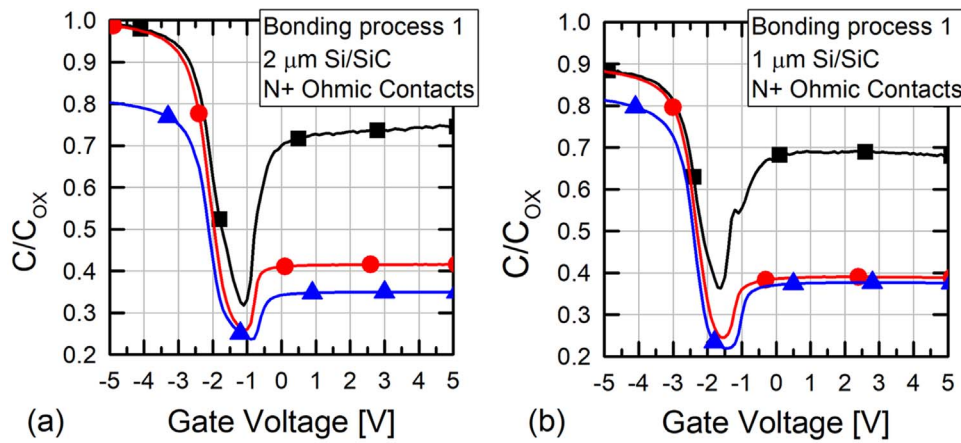 Bonding process 1
2 μm Si/SiC
N+ Ohmic Contacts
1.0
0.9
0.8
0.7
0.6
0.5
0.4
0.3
0.2
C/COX
-5 -4 -3 -2 -1 0 1 2 3 4 5
Gate Voltage [V]
(a)
Bonding process 1
1 μm Si/SiC
N+ Ohmic Contacts
1.0
0.9
0.8
0.7
0.6
0.5
0.4
0.3
0.2
C/COX
-5 -4 -3 -2 -1 0 1 2 3 4 5
Gate Voltage [V]
(b)